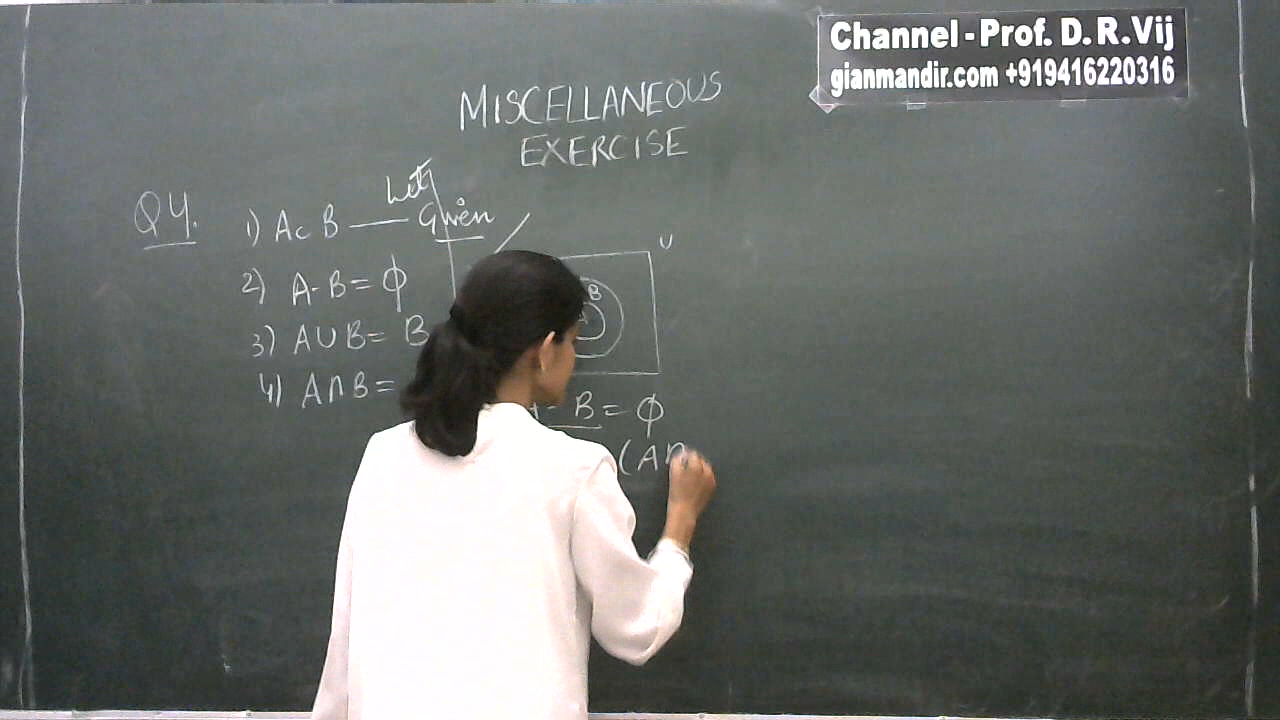 Channel - Prof. D. R. Vij
gianmandir.com +919416220316
MISCELLANEOUS
EXERCISE
Let
Q4. 1) A ⊂ B — Given
2) A - B = φ
3) A ∪ B = B
4) A ∩ B =
U
B
A - B = φ
(A ∩